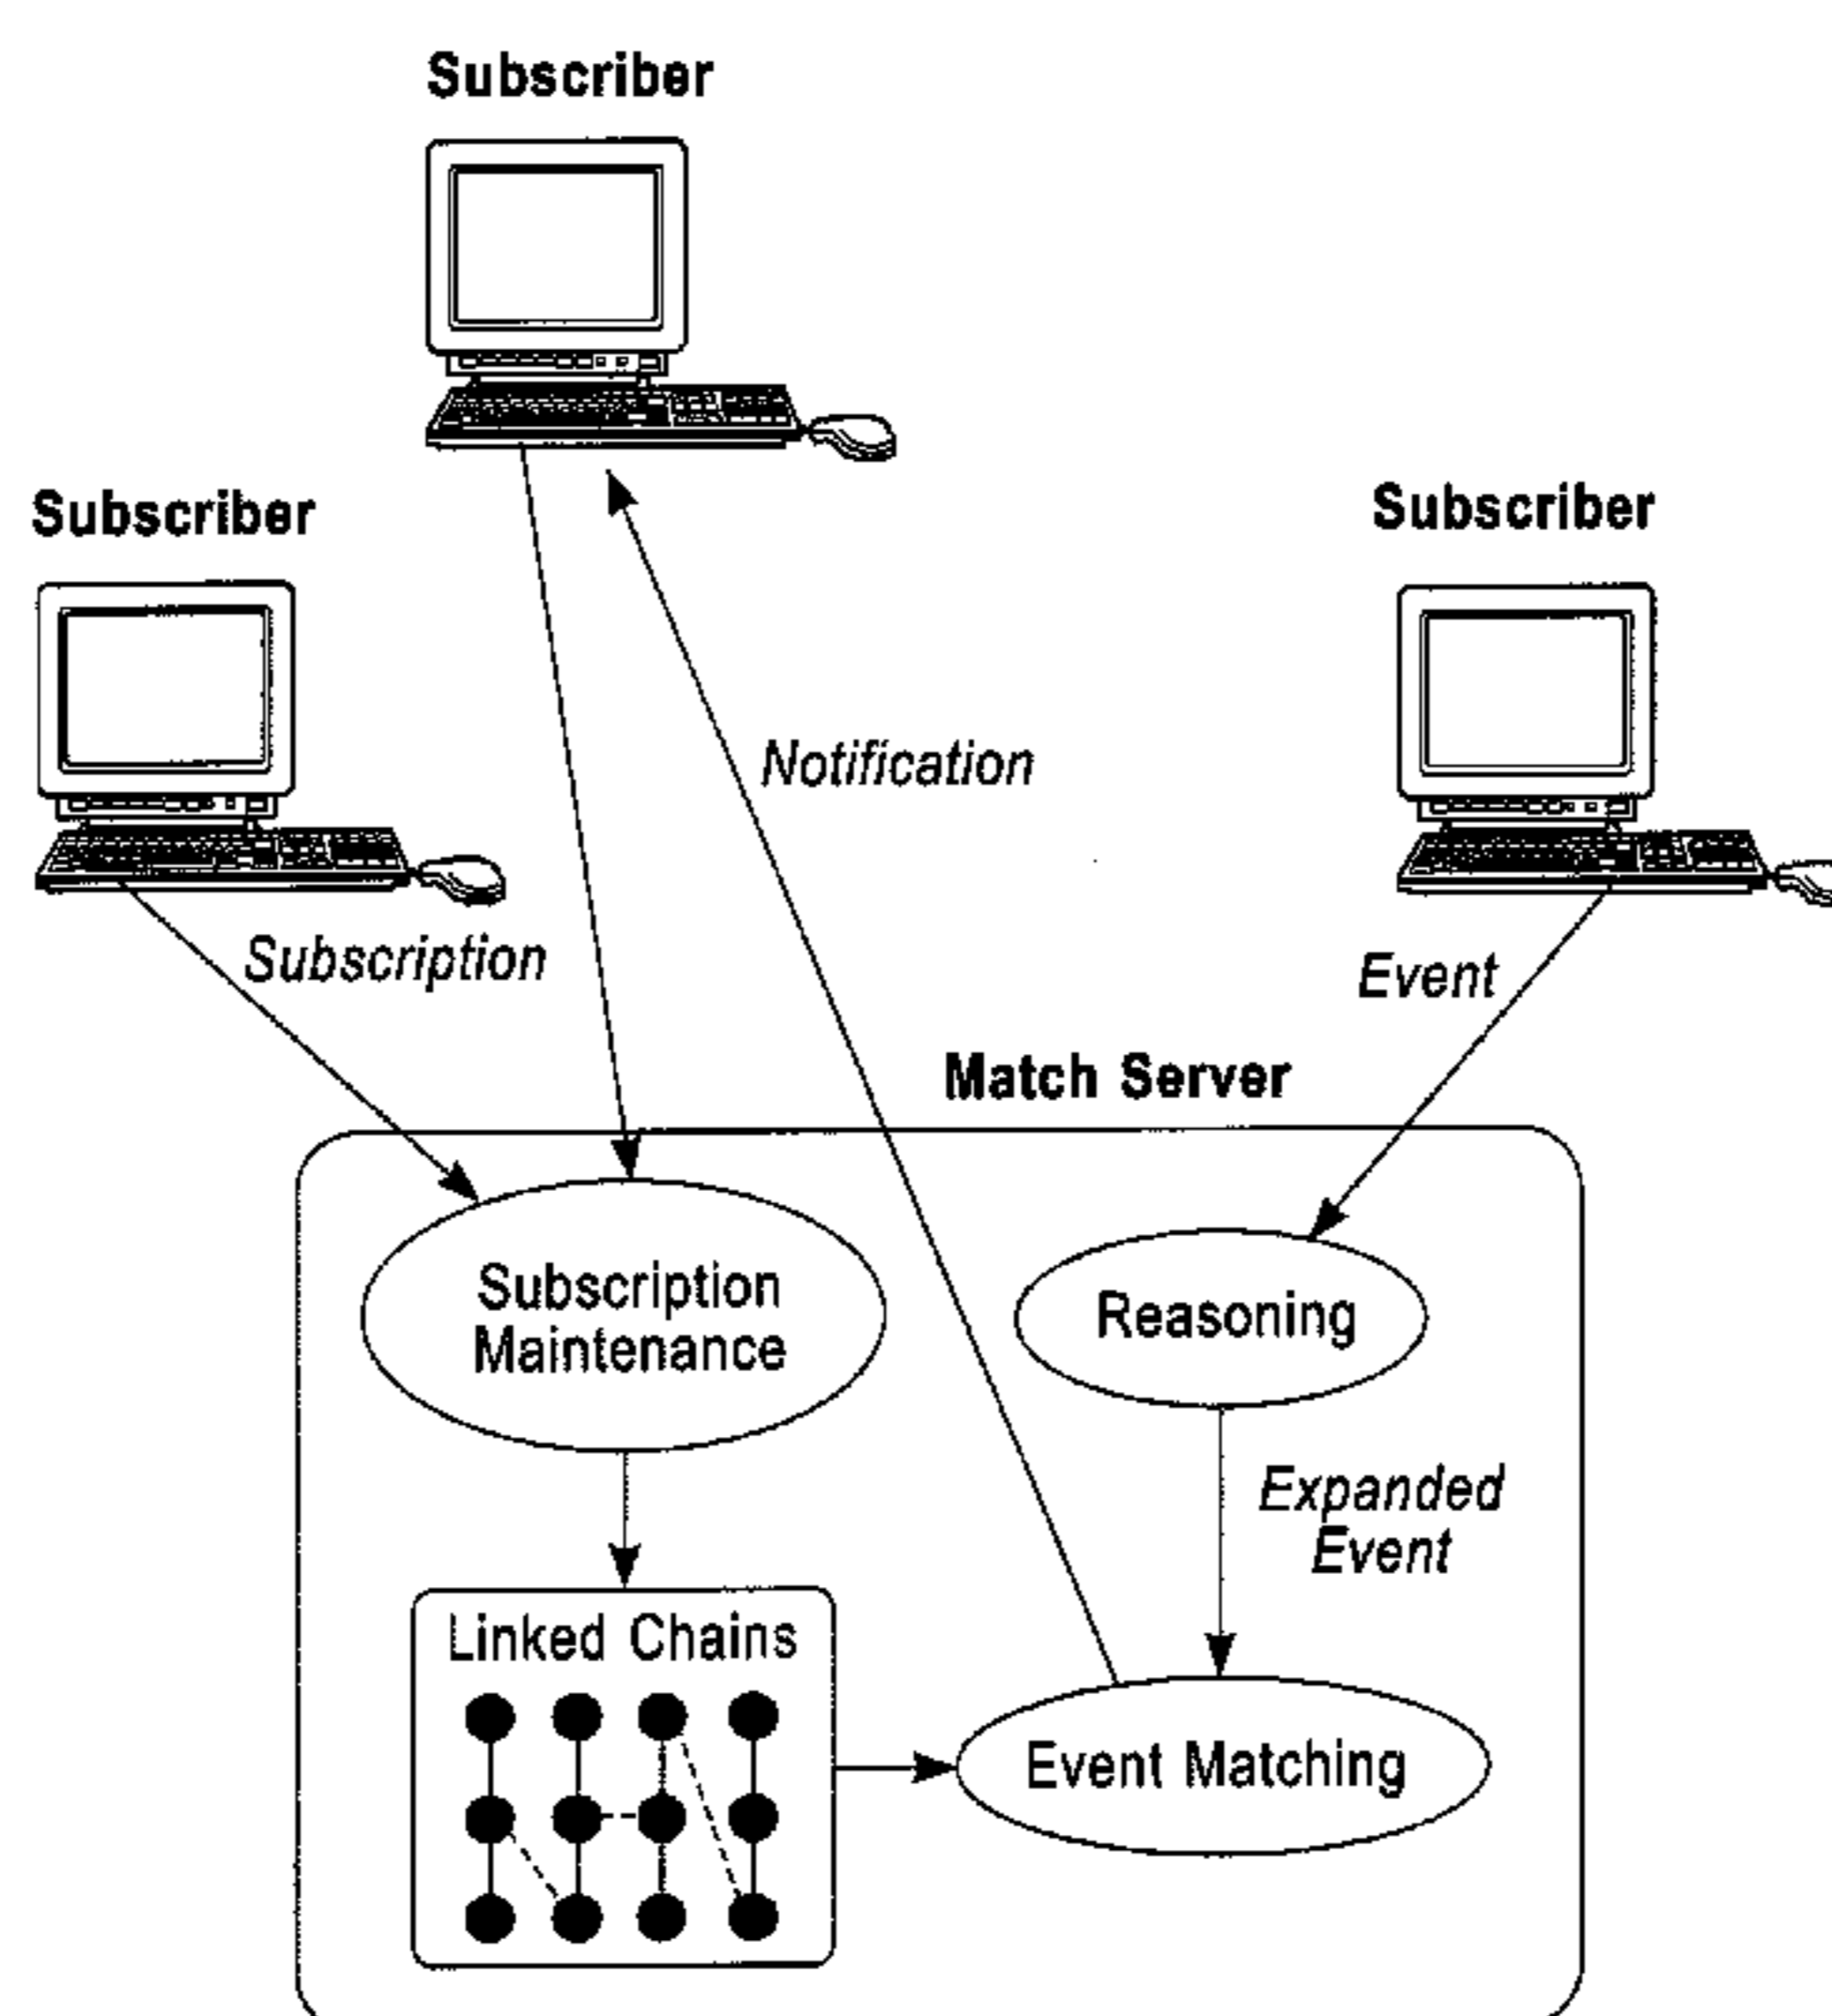 Subscriber
Subscriber
Subscriber
Notification
Subscription
Event
Match Server
Subscription
Maintenance
Reasoning
Expanded
Event
Linked Chains
Event Matching